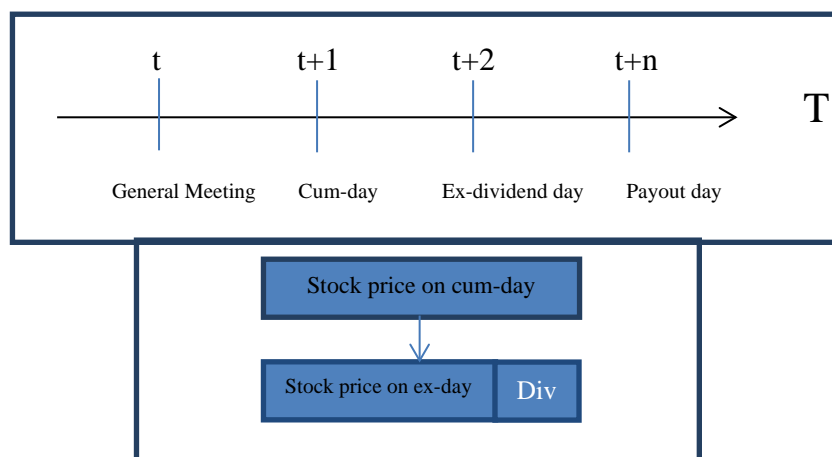 t t+1 t+2 t+n
T
General Meeting Cum-day Ex-dividend day Payout day
Stock price on cum-day
Stock price on ex-day Div